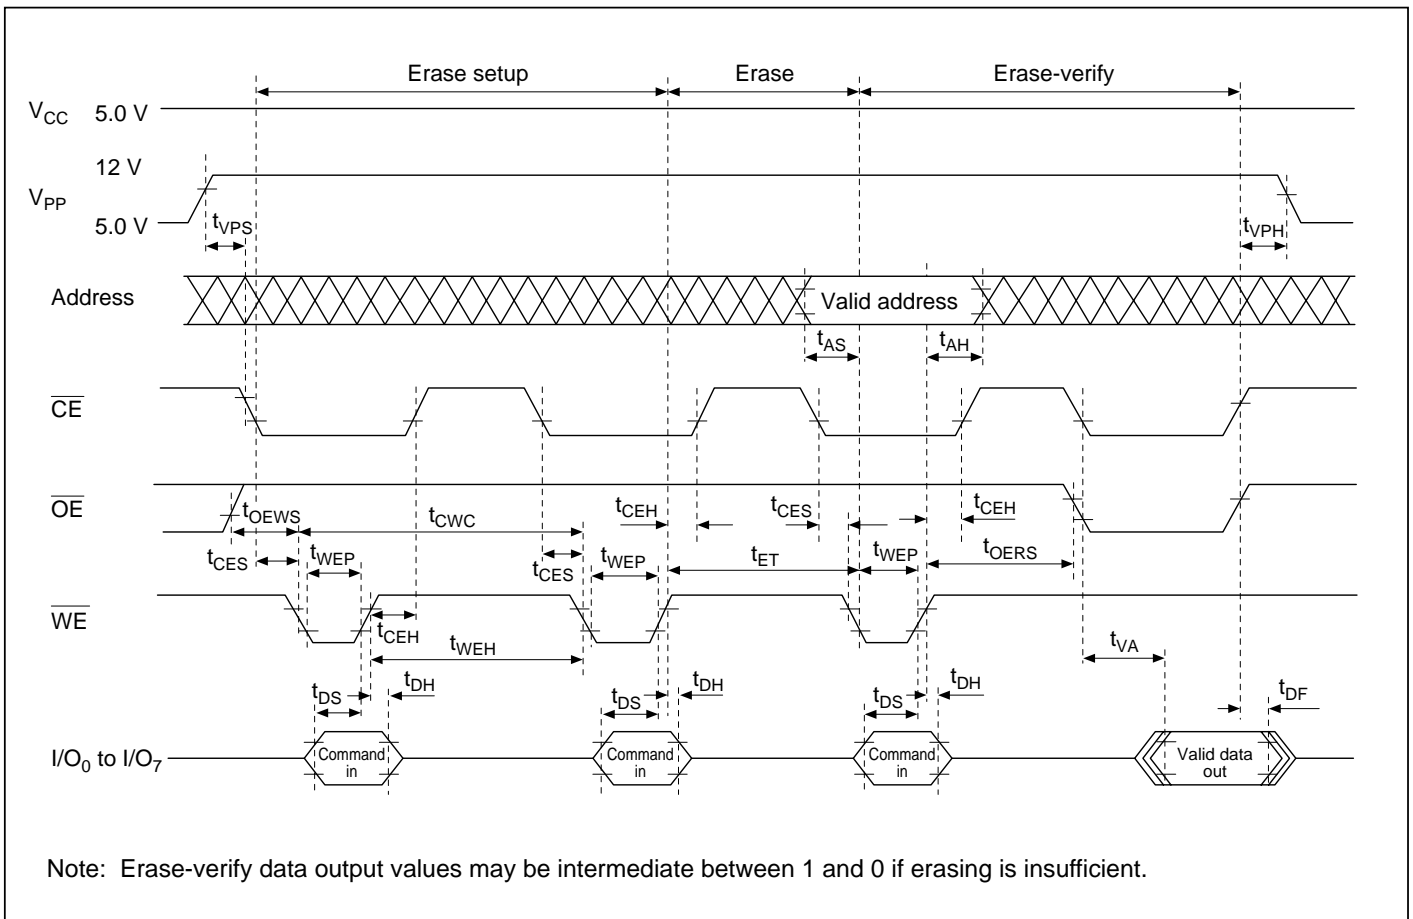 Erase setup Erase Erase-verify
VCC 5.0 V
12 V
VPP
5.0 V
tVPS tVPH
Address Valid address
tAS tAH
CE
OE
tOEWS tCWC tCEH tCES tCEH
tCES tWEP tCES tWEP tET tWEP tOERS
WE
tCEH
tWEH tVA
tDS tDH tDS tDH tDS tDH tDF
I/O0 to I/O7
Command in Command in Command in Valid data out
Note: Erase-verify data output values may be intermediate between 1 and 0 if erasing is insufficient.